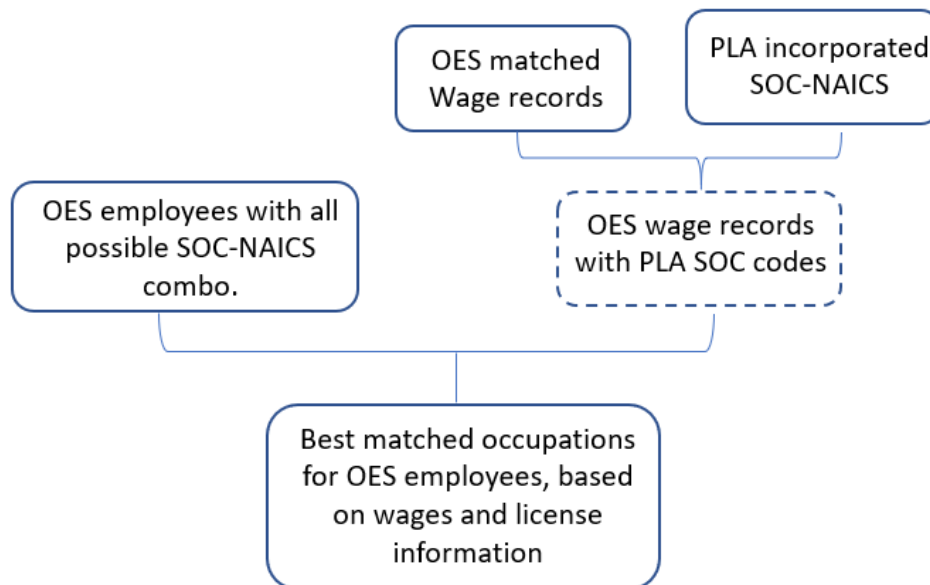 OES matched
Wage records
PLA incorporated
SOC-NAICS
OES employees with all
possible SOC-NAICS
combo.
OES wage records
with PLA SOC codes
Best matched occupations
for OES employees, based
on wages and license
information